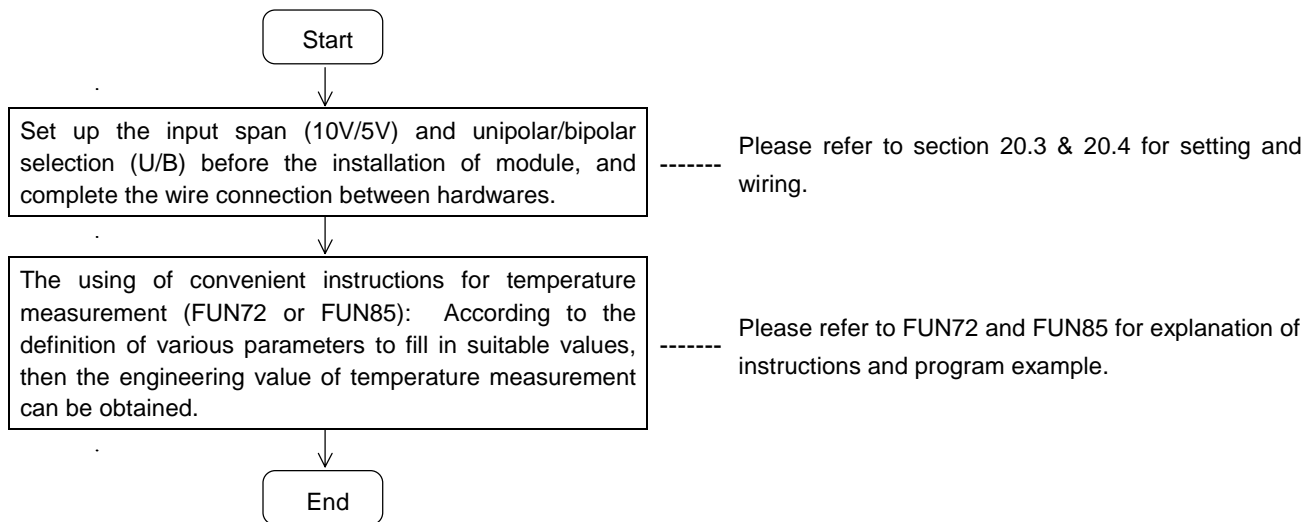 Start
Set up the input span (10V/5V) and unipolar/bipolar
selection (U/B) before the installation of module, and
complete the wire connection between hardwares.
------- Please refer to section 20.3 & 20.4 for setting and
wiring.
The using of convenient instructions for temperature
measurement (FUN72 or FUN85): According to the
definition of various parameters to fill in suitable values,
then the engineering value of temperature measurement
can be obtained.
------- Please refer to FUN72 and FUN85 for explanation of
instructions and program example.
End